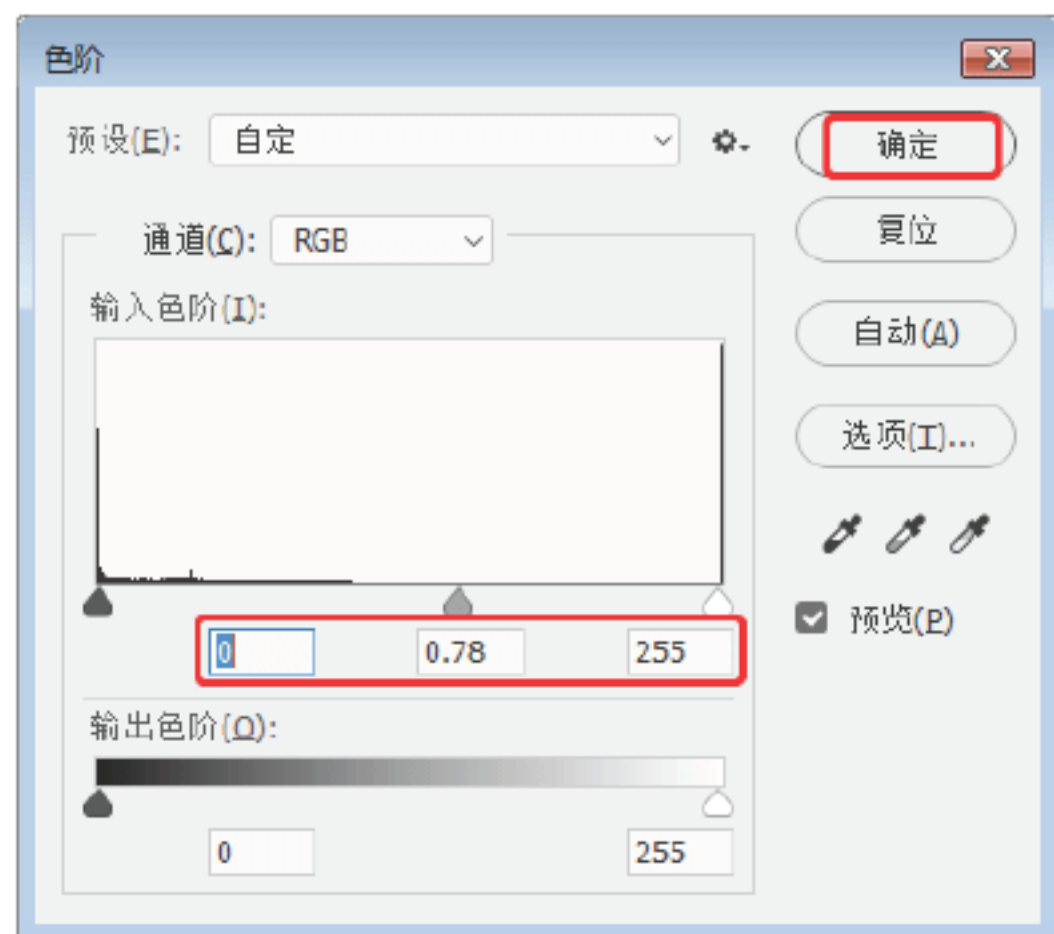 色阶
预设(E): 自定
确定
通道(C): RGB
复位
输入色阶(I):
自动(A)
选项(T)...
预览(P)
0 0.78 255
输出色阶(O):
0 255